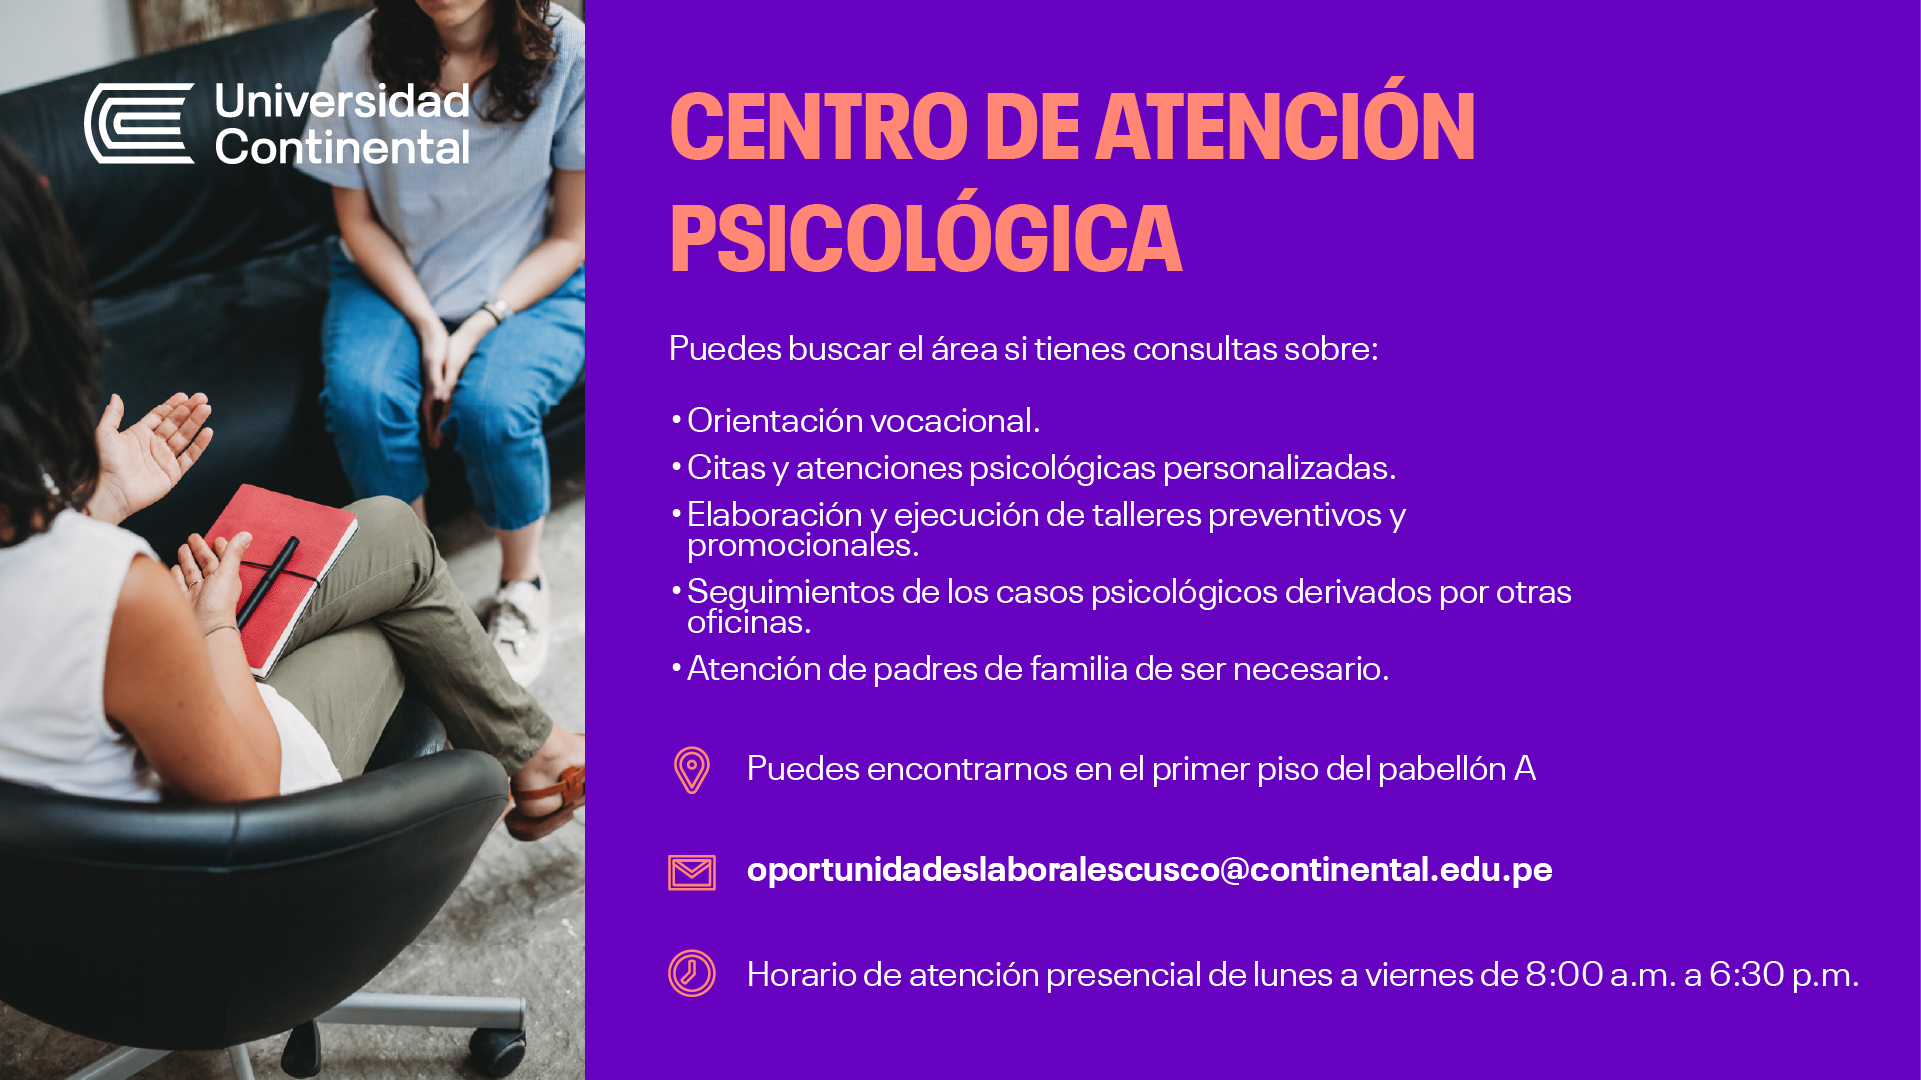 Universidad
Continental
CENTRO DE ATENCIÓN
PSICOLÓGICA
Puedes buscar el área si tienes consultas sobre:
• Orientación vocacional.
• Citas y atenciones psicológicas personalizadas.
• Elaboración y ejecución de talleres preventivos y
promocionales.
• Seguimientos de los casos psicológicos derivados por otras
oficinas.
• Atención de padres de familia de ser necesario.
Puedes encontrarnos en el primer piso del pabellón A
oportunidadeslaboralescusco@continental.edu.pe
Horario de atención presencial de lunes a viernes de 8:00 a.m. a 6:30 p.m.